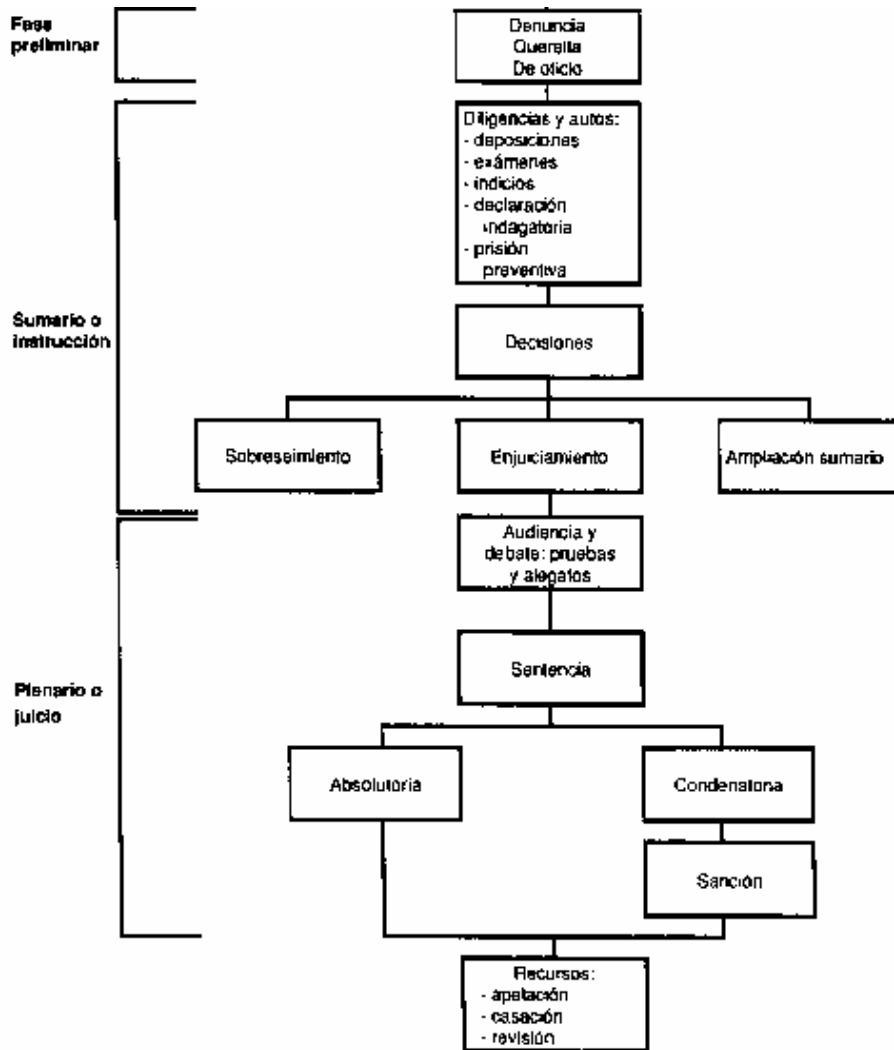 Fase
preliminar
Denuncia
Querella
De oficio
Diligencias y autos:
- deposiciones
- exámenes
- indicios
- declaración
indagatoria
- prisión
preventiva
Sumario o
instrucción
Decisiones
Sobreseimiento
Enjuiciamiento
Ampliación sumario
Audiencia y
debate: pruebas
y alegatos
Sentencia
Plenario o
juicio
Absolutoria
Condenatoria
Sanción
Recursos:
- apelación
- casación
- revisión